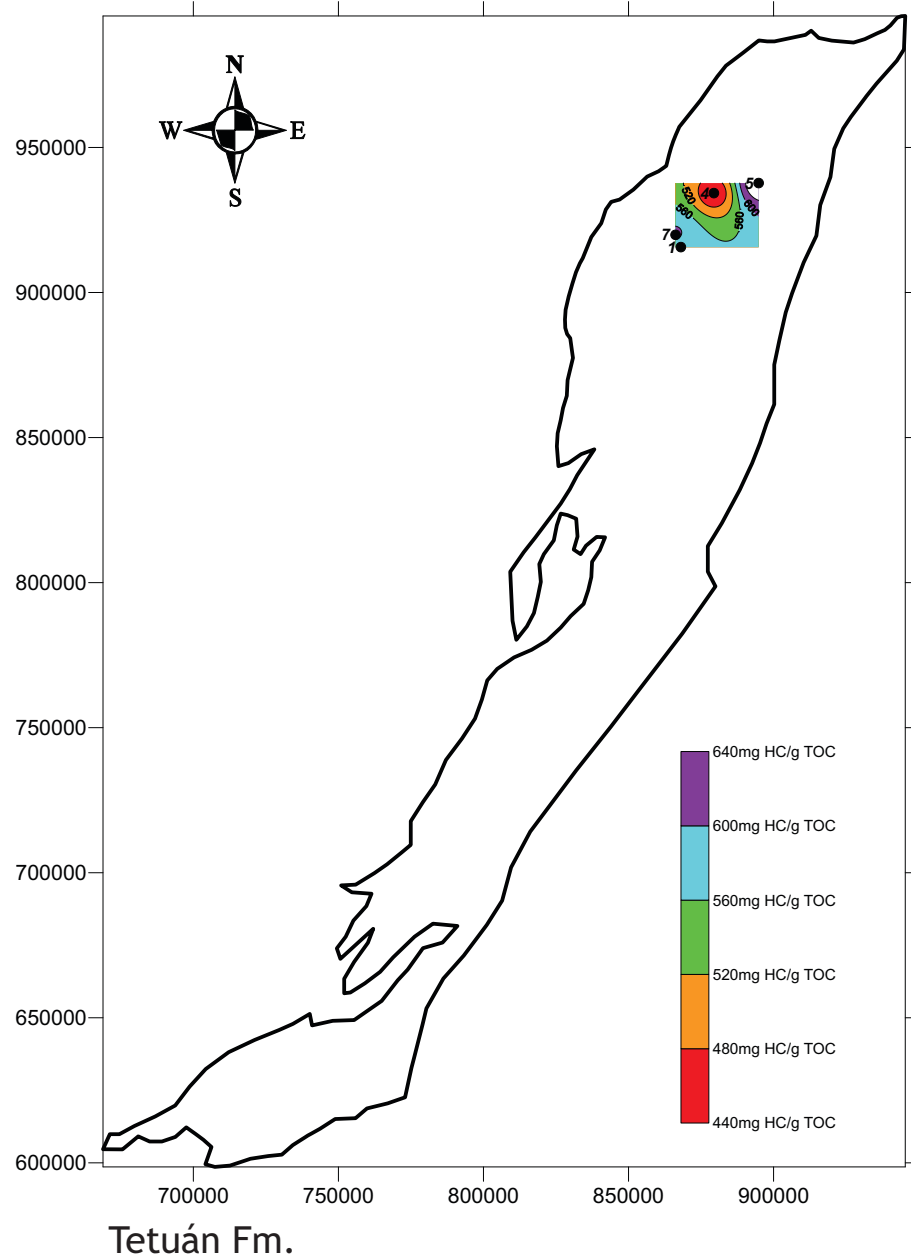 N
W E
S
950000
900000
850000
800000
750000
700000
650000
600000
5
4
520
560
560
600
7
1
640mg HC/g TOC
600mg HC/g TOC
560mg HC/g TOC
520mg HC/g TOC
480mg HC/g TOC
440mg HC/g TOC
700000 750000 800000 850000 900000
Tetuán Fm.